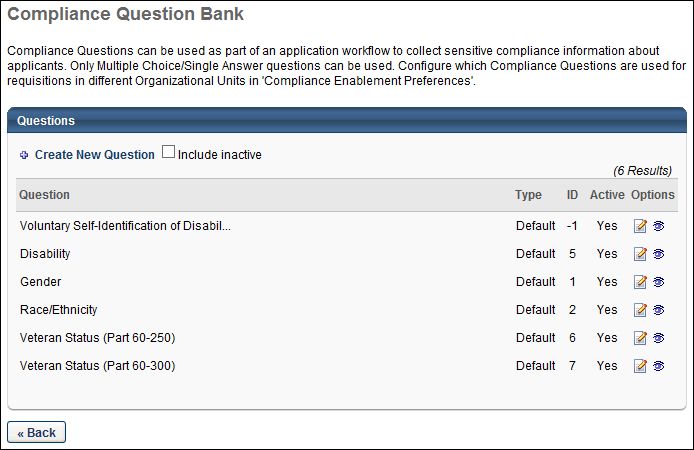 Compliance Question Bank
Compliance Questions can be used as part of an application workflow to collect sensitive compliance information about
applicants. Only Multiple Choice/Single Answer questions can be used. Configure which Compliance Questions are used for
requisitions in different Organizational Units in 'Compliance Enablement Preferences'.
Questions
Create New Question Include inactive
(6 Results)
Question Type ID Active Options
Voluntary Self-Identification of Disabil... Default -1 Yes
Disability Default 5 Yes
Gender Default 1 Yes
Race/Ethnicity Default 2 Yes
Veteran Status (Part 60-250) Default 6 Yes
Veteran Status (Part 60-300) Default 7 Yes
« Back